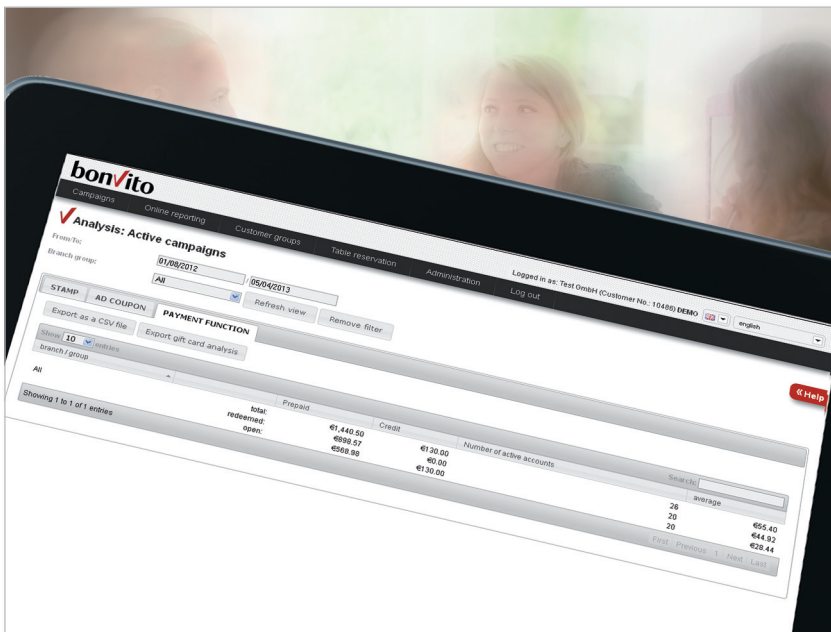 bonvito
Logged in as: Test GmbH (Customer No.: 10486) DEMO english
Campaigns Online reporting Customer groups Table reservation Administration Log out
Analysis: Active campaigns
From/To: 01/08/2012 / 05/04/2013
Branch group: All Refresh view Remove filter
« Help
STAMP AD COUPON PAYMENT FUNCTION
Export as a CSV file Export gift card analysis
Show 10 entries Search:
branch / group Prepaid Credit Number of active accounts average
All total: €1,440.50 €130.00 26 €55.40
redeemed: €898.57 €0.00 20 €44.92
open: €568.98 €130.00 20 €28.44
Showing 1 to 1 of 1 entries First Previous 1 Next Last